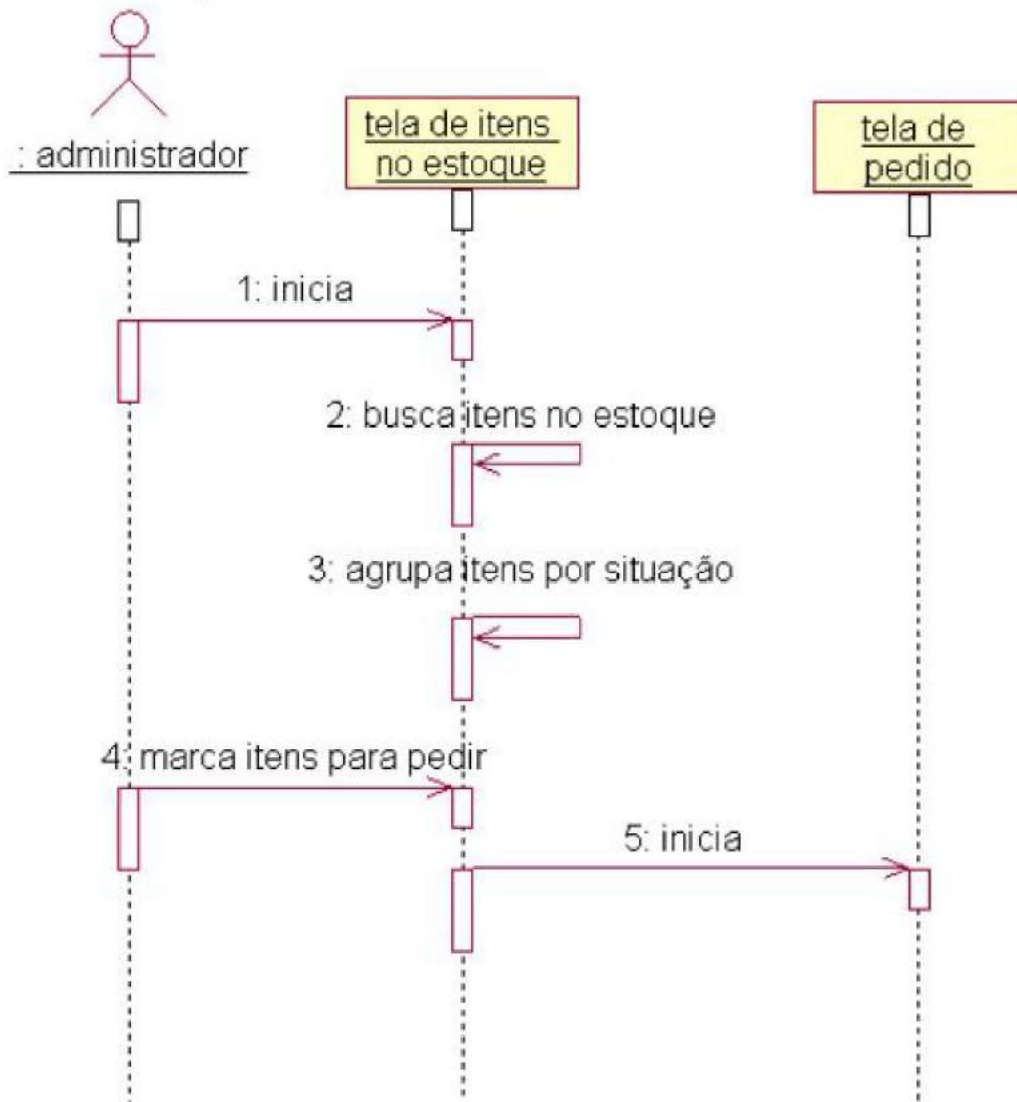 : administrador
tela de itens
no estoque
tela de
pedido
1: inicia
2: busca itens no estoque
3: agrupa itens por situação
4: marca itens para pedir
5: inicia